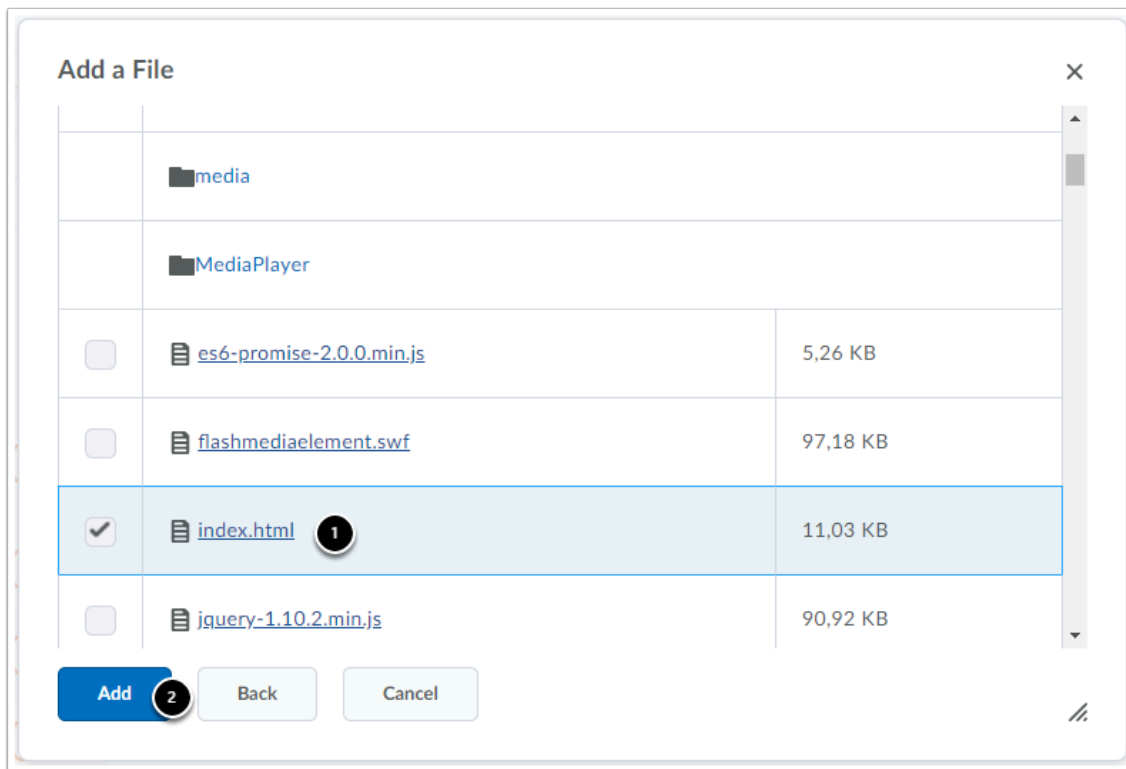 Add a File
media
MediaPlayer
es6-promise-2.0.0.min.js 5,26 KB
flashmediaelement.swf 97,18 KB
index.html 1 11,03 KB
jquery-1.10.2.min.js 90,92 KB
Add 2 Back Cancel